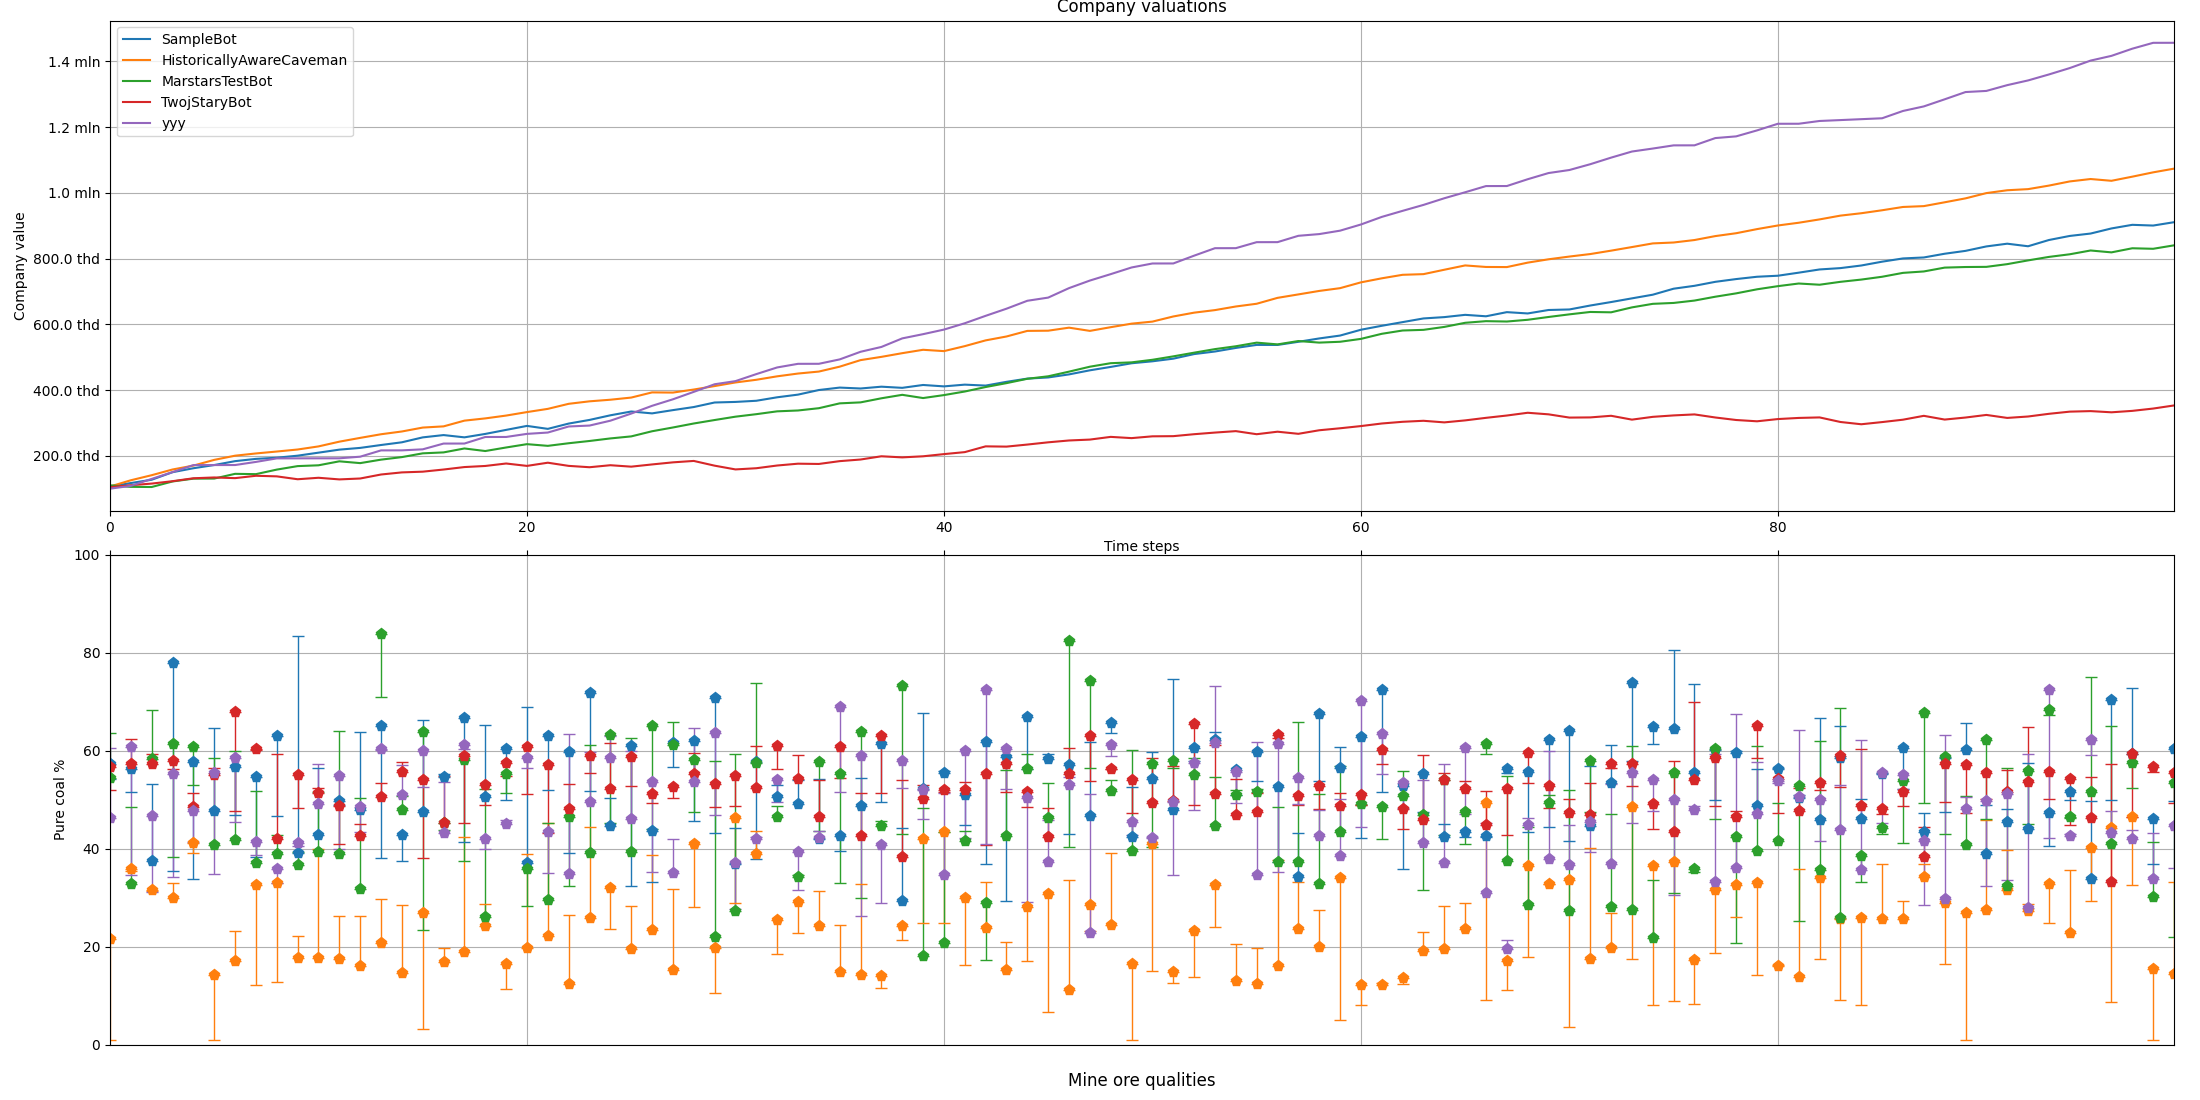 Company valuations
SampleBot
HistoricallyAwareCaveman
MarstarsTestBot
TwojStaryBot
yyy
1.4 mln
1.2 mln
1.0 mln
800.0 thd
600.0 thd
400.0 thd
200.0 thd
Company value
0 20 40 60 80
Time steps
100
80
60
40
20
0
Pure coal %
Mine ore qualities